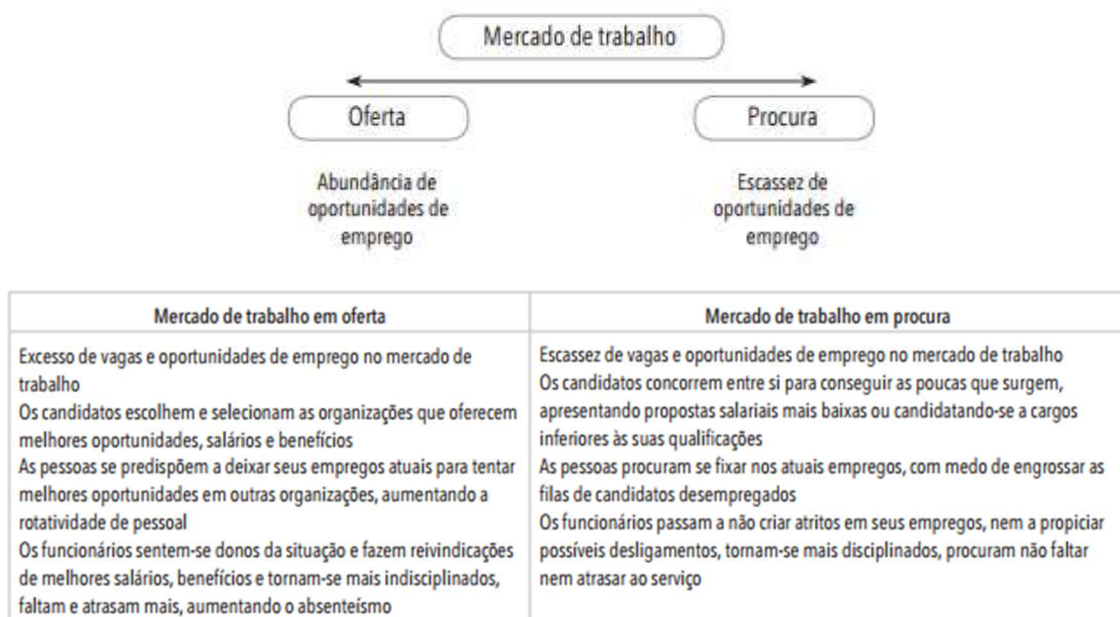 Mercado de trabalho
Oferta
Procura
Abundância de
oportunidades de
emprego
Escassez de
oportunidades de
emprego
Mercado de trabalho em oferta
Excesso de vagas e oportunidades de emprego no mercado de
trabalho
Os candidatos escolhem e selecionam as organizações que oferecem
melhores oportunidades, salários e benefícios
As pessoas se predispõem a deixar seus empregos atuais para tentar
melhores oportunidades em outras organizações, aumentando a
rotatividade de pessoal
Os funcionários sentem-se donos da situação e fazem reivindicações
de melhores salários, benefícios e tornam-se mais indisciplinados,
faltam e atrasam mais, aumentando o absenteísmo
Mercado de trabalho em procura
Escassez de vagas e oportunidades de emprego no mercado de trabalho
Os candidatos concorrem entre si para conseguir as poucas que surgem,
apresentando propostas salariais mais baixas ou candidatando-se a cargos
inferiores às suas qualificações
As pessoas procuram se fixar nos atuais empregos, com medo de engrossar as
filas de candidatos desempregados
Os funcionários passam a não criar atritos em seus empregos, nem a propiciar
possíveis desligamentos, tornam-se mais disciplinados, procuram não faltar
nem atrasar ao serviço